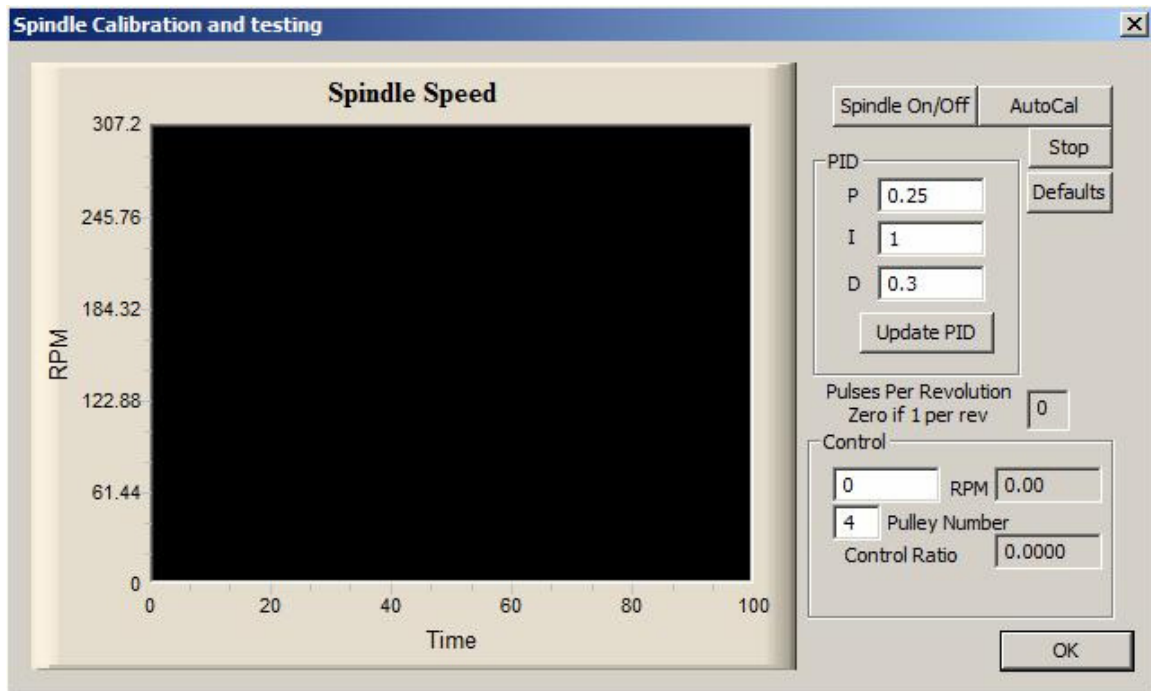 Spindle Calibration and testing
Spindle Speed
307.2
245.76
184.32
122.88
61.44
0
RPM
0 20 40 60 80 100
Time
Spindle On/Off AutoCal
Stop
Defaults
PID
P 0.25
I 1
D 0.3
Update PID
Pulses Per Revolution
Zero if 1 per rev 0
Control
0 RPM 0.00
4 Pulley Number
Control Ratio 0.0000
OK